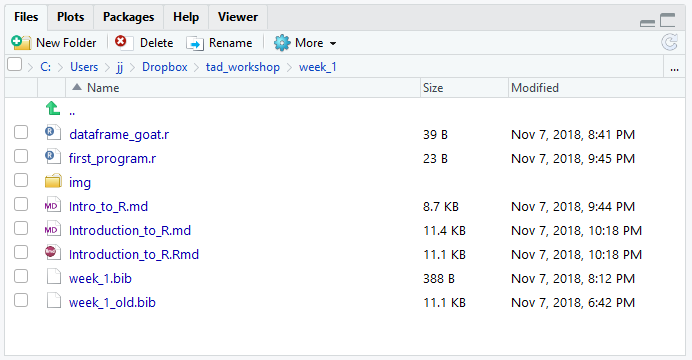 Files Plots Packages Help Viewer
New Folder Delete Rename More
C: Users jj Dropbox tad_workshop week_1 ...
Name Size Modified
..
dataframe_goat.r 39 B Nov 7, 2018, 8:41 PM
first_program.r 23 B Nov 7, 2018, 9:45 PM
img
MD Intro_to_R.md 8.7 KB Nov 7, 2018, 9:44 PM
MD Introduction_to_R.md 11.4 KB Nov 7, 2018, 10:18 PM
Introduction_to_R.Rmd 11.1 KB Nov 7, 2018, 10:18 PM
week_1.bib 388 B Nov 7, 2018, 8:12 PM
week_1_old.bib 11.1 KB Nov 7, 2018, 6:42 PM